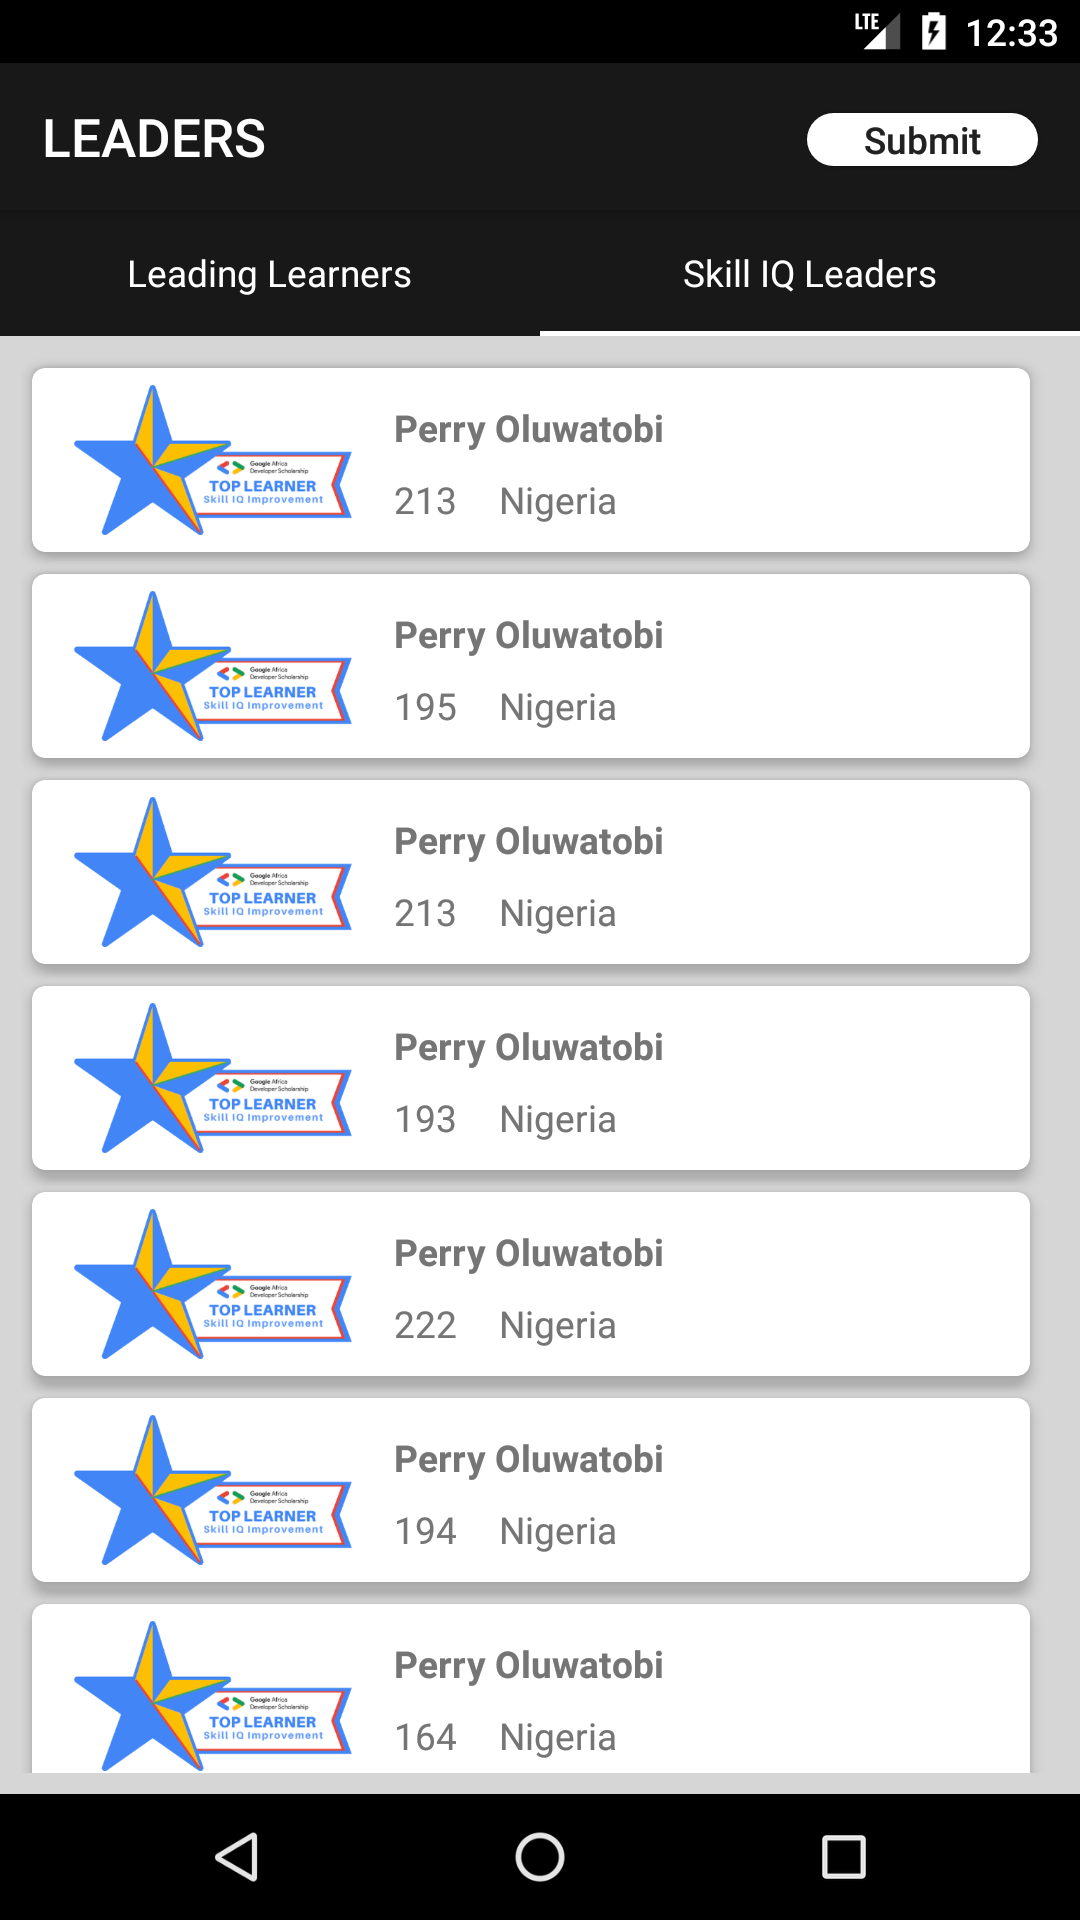 LTE 12:33
LEADERS
Submit
Leading Learners
Skill IQ Leaders
Google Africa
Developer Scholarship
TOP LEARNER
Skill IQ Improvement
Perry Oluwatobi
213 Nigeria
Google Africa
Developer Scholarship
TOP LEARNER
Skill IQ Improvement
Perry Oluwatobi
195 Nigeria
Google Africa
Developer Scholarship
TOP LEARNER
Skill IQ Improvement
Perry Oluwatobi
213 Nigeria
Google Africa
Developer Scholarship
TOP LEARNER
Skill IQ Improvement
Perry Oluwatobi
193 Nigeria
Google Africa
Developer Scholarship
TOP LEARNER
Skill IQ Improvement
Perry Oluwatobi
222 Nigeria
Google Africa
Developer Scholarship
TOP LEARNER
Skill IQ Improvement
Perry Oluwatobi
194 Nigeria
Google Africa
Developer Scholarship
TOP LEARNER
Skill IQ Improvement
Perry Oluwatobi
164 Nigeria